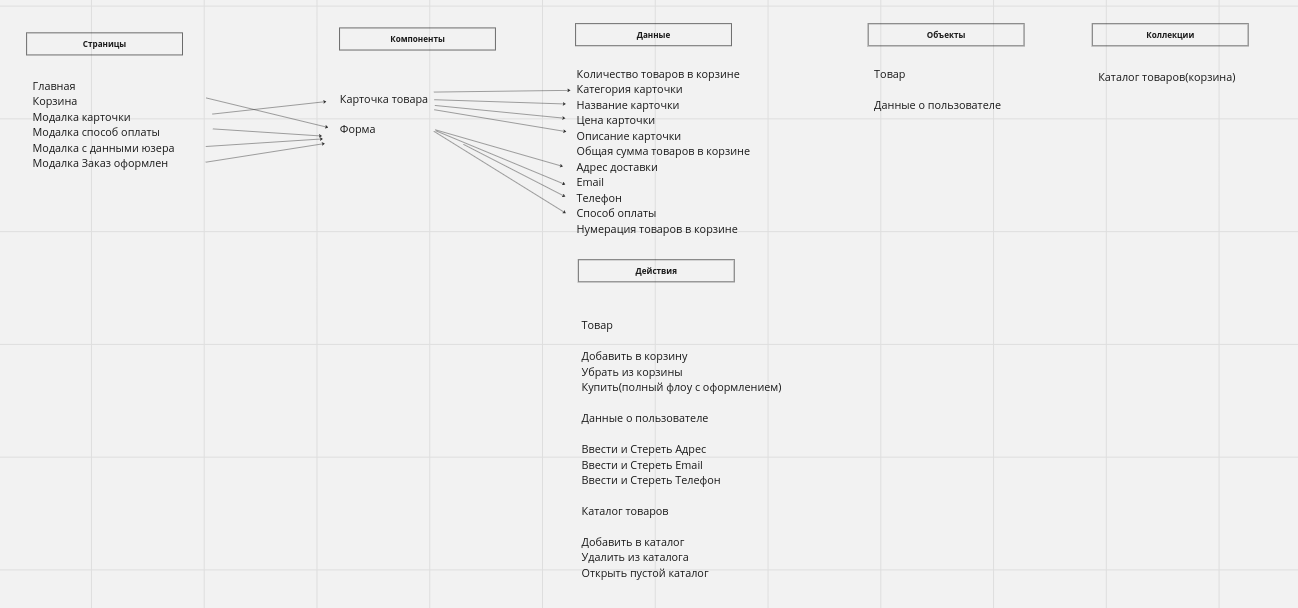 Страницы
Главная
Корзина
Модалка карточки
Модалка способ оплаты
Модалка с данными юзера
Модалка Заказ оформлен
Компоненты
Карточка товара
Форма
Данные
Количество товаров в корзине
Категория карточки
Название карточки
Цена карточки
Описание карточки
Общая сумма товаров в корзине
Адрес доставки
Email
Телефон
Способ оплаты
Нумерация товаров в корзине
Действия
Товар
Добавить в корзину
Убрать из корзины
Купить(полный флоу с оформлением)
Данные о пользователе
Ввести и Стереть Адрес
Ввести и Стереть Email
Ввести и Стереть Телефон
Каталог товаров
Добавить в каталог
Удалить из каталога
Открыть пустой каталог
Объекты
Товар
Данные о пользователе
Коллекции
Каталог товаров(корзина)